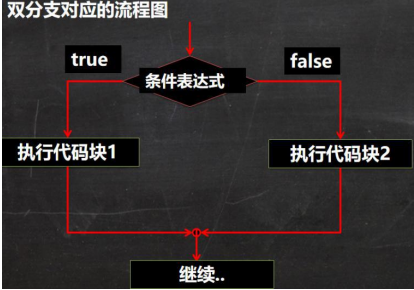 双分支对应的流程图
true
false
条件表达式
执行代码块1
执行代码块2
继续..